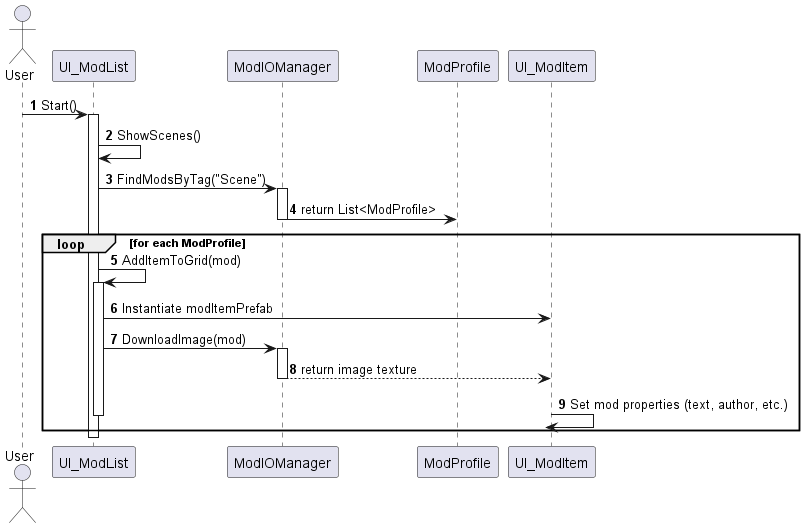 User
UI_ModList
ModIOManager
ModProfile
UI_ModItem
1 Start()
2 ShowScenes()
3 FindModsByTag("Scene")
4 return List<ModProfile>
loop [for each ModProfile]
5 AddItemToGrid(mod)
6 Instantiate modItemPrefab
7 DownloadImage(mod)
8 return image texture
9 Set mod properties (text, author, etc.)
User
UI_ModList
ModIOManager
ModProfile
UI_ModItem